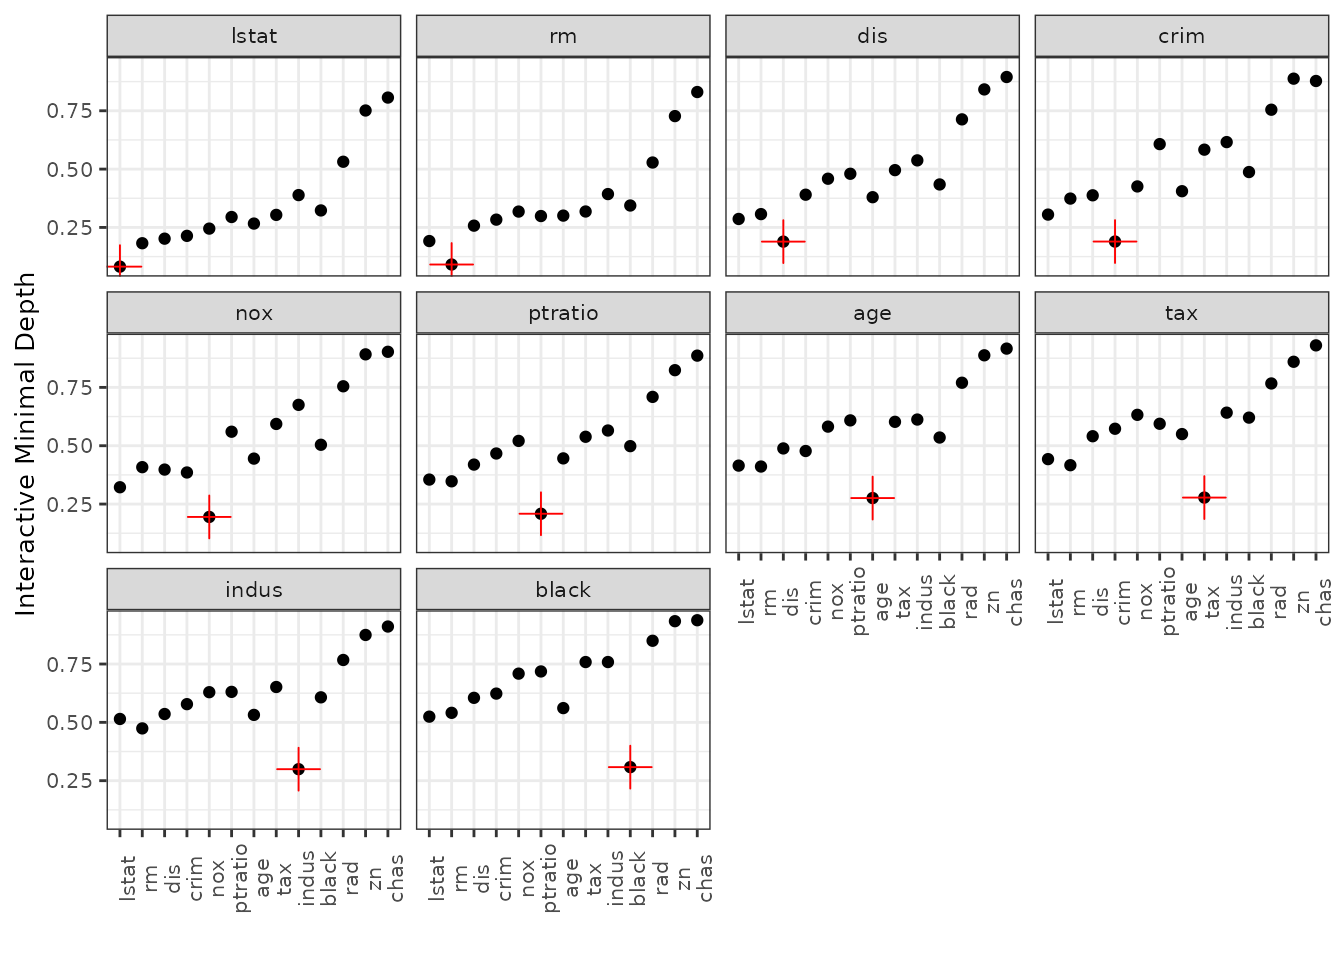 Interactive Minimal Depth
lstat
rm
dis
crim
0.75
0.50
0.25
nox
ptratio
age
tax
0.75
0.50
0.25
lstat
rm
dis
crim
nox
ptratio
age
tax
indus
black
rad
zn
chas
lstat
rm
dis
crim
nox
ptratio
age
tax
indus
black
rad
zn
chas
indus
black
0.75
0.50
0.25
lstat
rm
dis
crim
nox
ptratio
age
tax
indus
black
rad
zn
chas
lstat
rm
dis
crim
nox
ptratio
age
tax
indus
black
rad
zn
chas